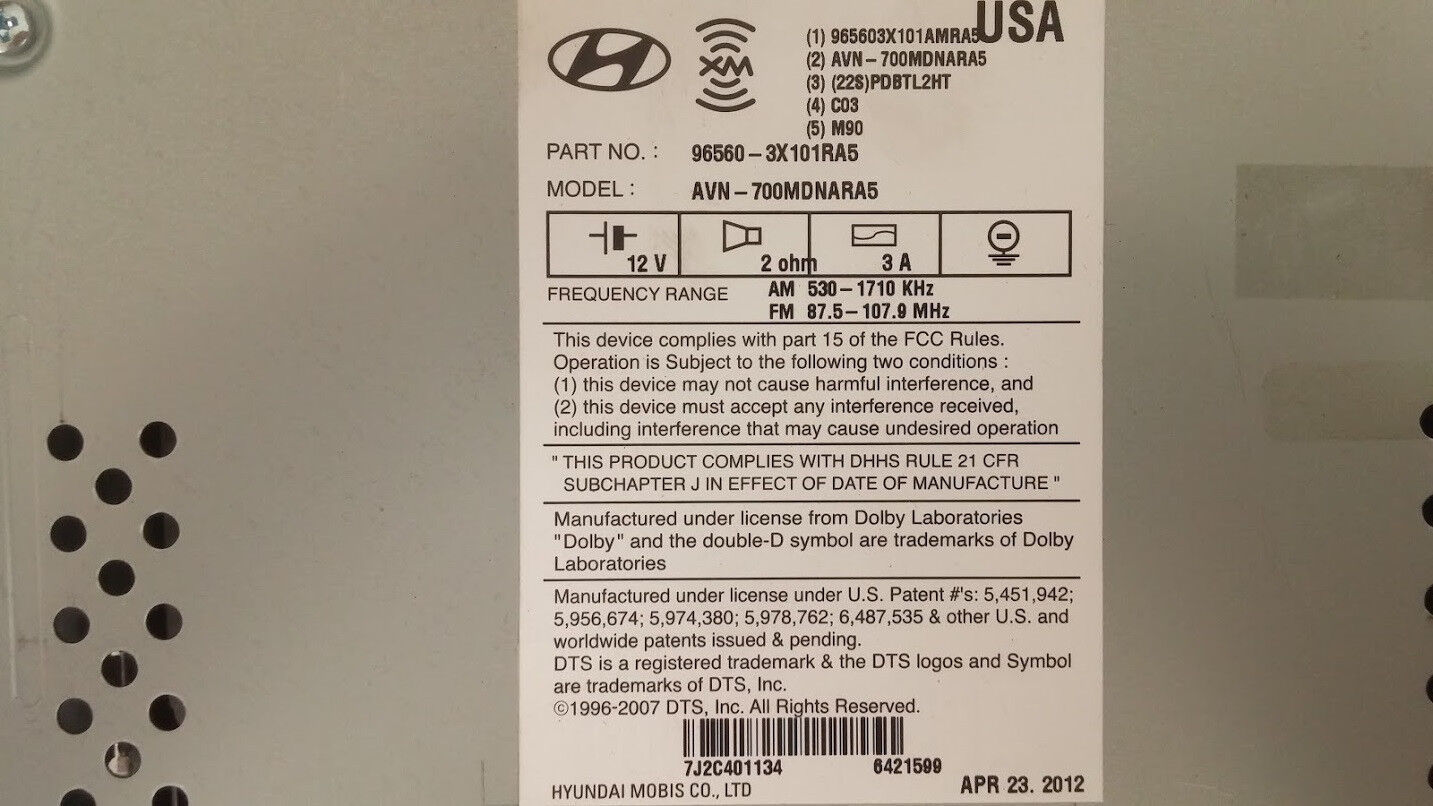 USA
XM
(1) 965603X101AMRA5
(2) AVN-700MDNARA5
(3) (22S)PDBTL2HT
(4) C03
(5) M90
PART NO. : 96560-3X101RA5
MODEL : AVN-700MDNARA5
12 V 2 ohm 3 A
FREQUENCY RANGE AM 530-1710 KHz
FM 87.5-107.9 MHz
This device complies with part 15 of the FCC Rules.
Operation is Subject to the following two conditions :
(1) this device may not cause harmful interference, and
(2) this device must accept any interference received,
including interference that may cause undesired operation
" THIS PRODUCT COMPLIES WITH DHHS RULE 21 CFR
SUBCHAPTER J IN EFFECT OF DATE OF MANUFACTURE "
Manufactured under license from Dolby Laboratories
"Dolby" and the double-D symbol are trademarks of Dolby
Laboratories
Manufactured under license under U.S. Patent #'s: 5,451,942;
5,956,674; 5,974,380; 5,978,762; 6,487,535 & other U.S. and
worldwide patents issued & pending.
DTS is a registered trademark & the DTS logos and Symbol
are trademarks of DTS, Inc.
©1996-2007 DTS, Inc. All Rights Reserved.
7J2C401134 6421599
HYUNDAI MOBIS CO., LTD APR 23. 2012